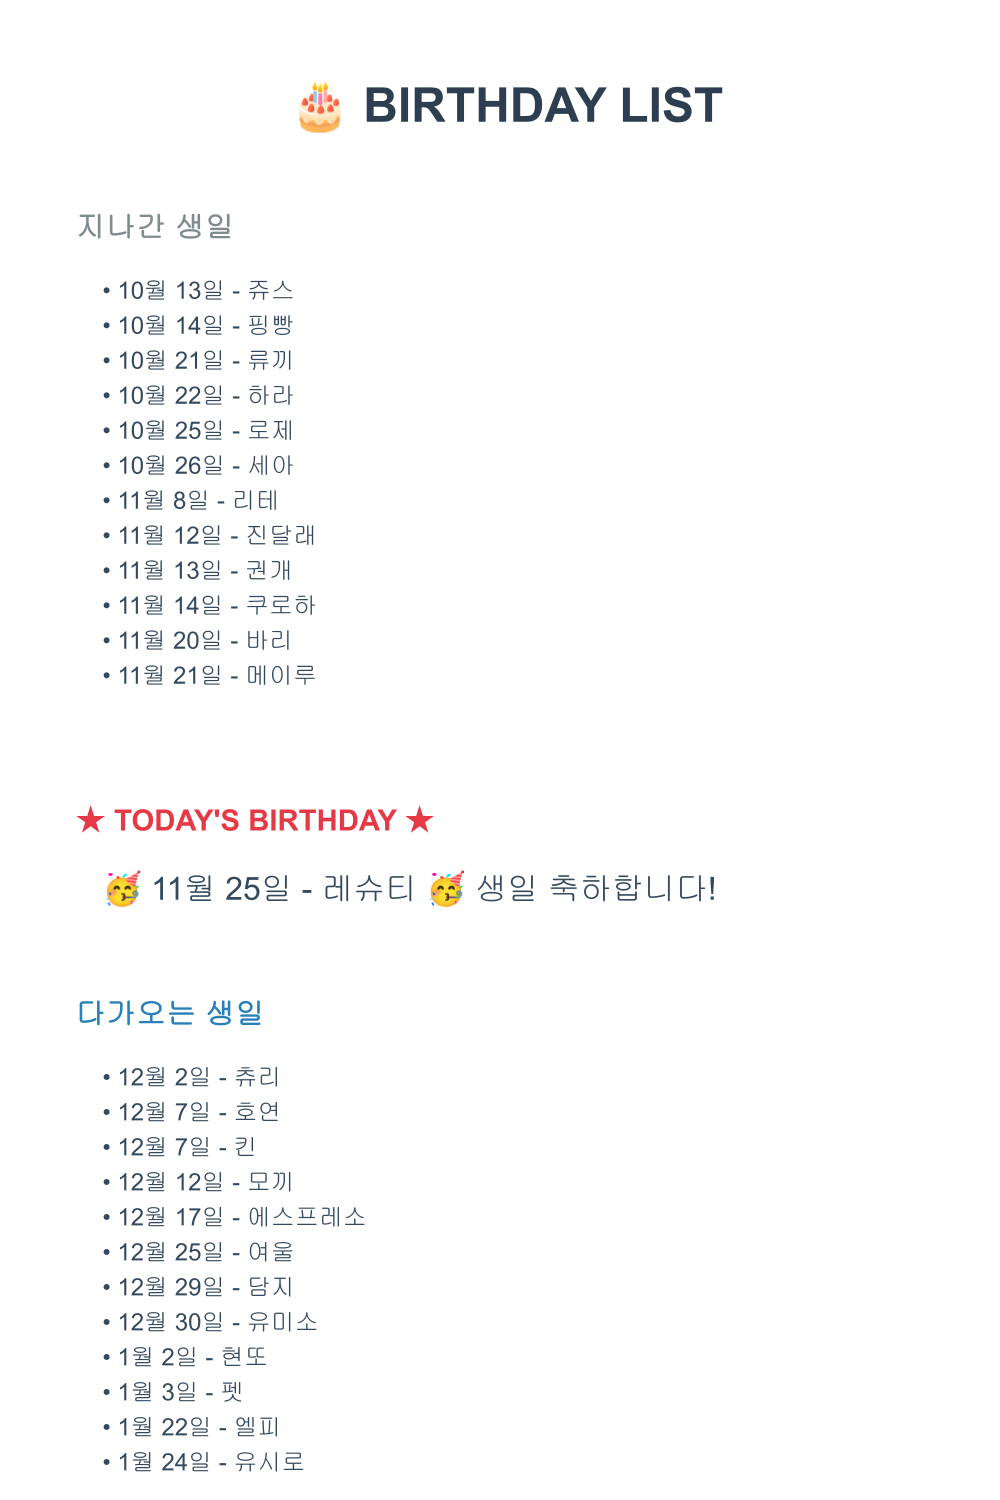 🎂 BIRTHDAY LIST
지나간 생일
• 10월 13일 - 쥬스
• 10월 14일 - 핑빵
• 10월 21일 - 류끼
• 10월 22일 - 하라
• 10월 25일 - 로제
• 10월 26일 - 세아
• 11월 8일 - 리테
• 11월 12일 - 진달래
• 11월 13일 - 권개
• 11월 14일 - 쿠로하
• 11월 20일 - 바리
• 11월 21일 - 메이루
★ TODAY'S BIRTHDAY ★
🥳 11월 25일 - 레슈티 🥳 생일 축하합니다!
다가오는 생일
• 12월 2일 - 츄리
• 12월 7일 - 호연
• 12월 7일 - 킨
• 12월 12일 - 모끼
• 12월 17일 - 에스프레소
• 12월 25일 - 여울
• 12월 29일 - 담지
• 12월 30일 - 유미소
• 1월 2일 - 현또
• 1월 3일 - 펫
• 1월 22일 - 엘피
• 1월 24일 - 유시로